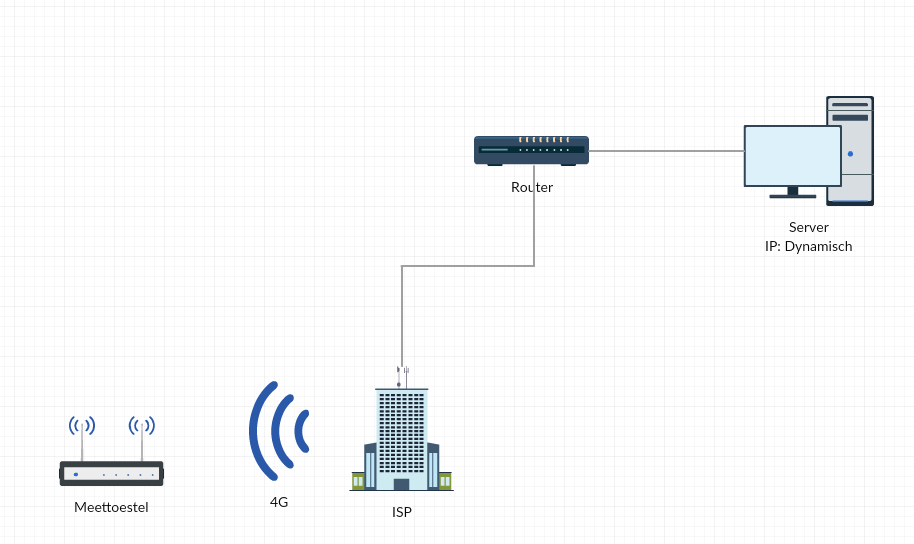 Router
Server
IP: Dynamisch
4G
Meettoestel
ISP